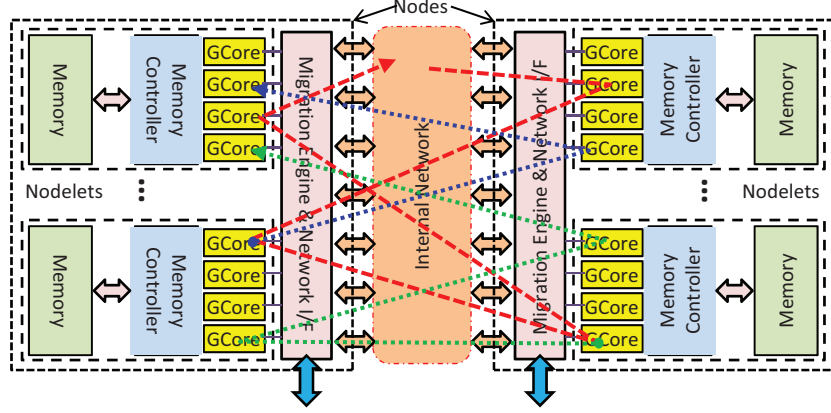 Nodes
Memory
Memory
Controller
GCore
GCore
GCore
GCore
Nodelets
Memory
Memory
Controller
GCore
GCore
GCore
GCore
Migration Engine & Network I/F
Internal Network
Migration Engine & Network I/F
GCore
GCore
GCore
GCore
Memory
Controller
Memory
Nodelets
GCore
GCore
GCore
GCore
Memory
Controller
Memory